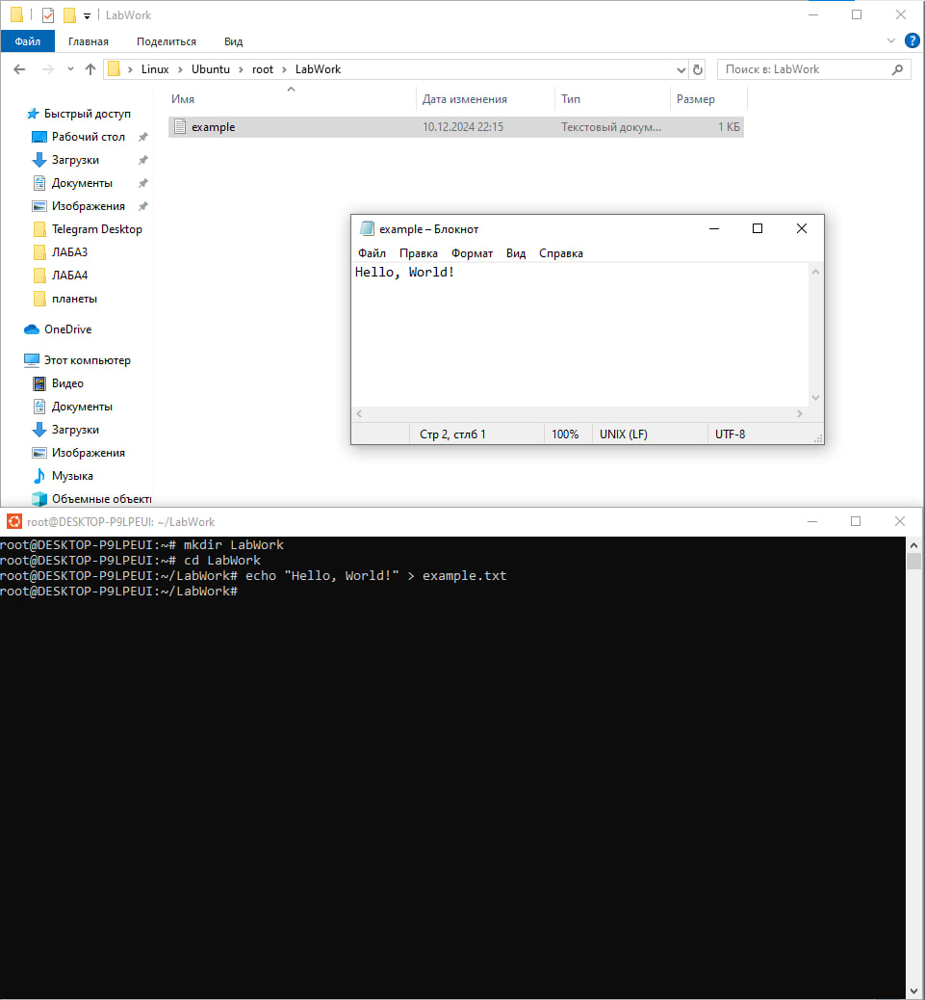 LabWork
Файл Главная Поделиться Вид
Linux Ubuntu root LabWork Поиск в: LabWork
Имя Дата изменения Тип Размер
example 10.12.2024 22:15 Текстовый докум... 1 КБ
Быстрый доступ
Рабочий стол
Загрузки
Документы
Изображения
Telegram Desktop
ЛАБА3
ЛАБА4
планеты
OneDrive
Этот компьютер
Видео
Документы
Загрузки
Изображения
Музыка
Объемные объекты
example – Блокнот
Файл Правка Формат Вид Справка
Hello, World!
Стр 2, стлб 1 100% UNIX (LF) UTF-8
root@DESKTOP-P9LPEUI: ~/LabWork
root@DESKTOP-P9LPEUI:~# mkdir LabWork
root@DESKTOP-P9LPEUI:~# cd LabWork
root@DESKTOP-P9LPEUI:~/LabWork# echo "Hello, World!" > example.txt
root@DESKTOP-P9LPEUI:~/LabWork#